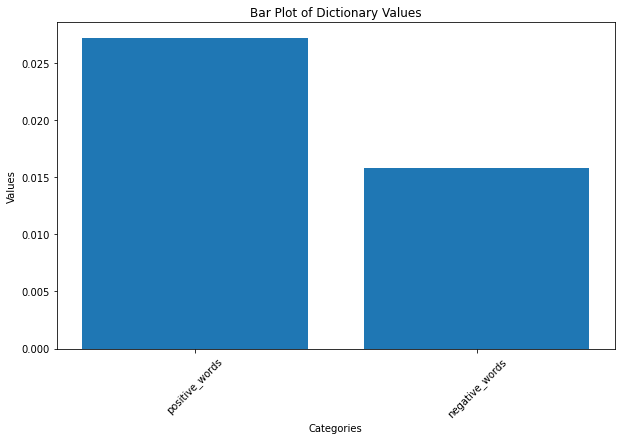 Bar Plot of Dictionary Values
0.025
0.020
0.015
0.010
0.005
0.000
Values
positive_words
negative_words
Categories